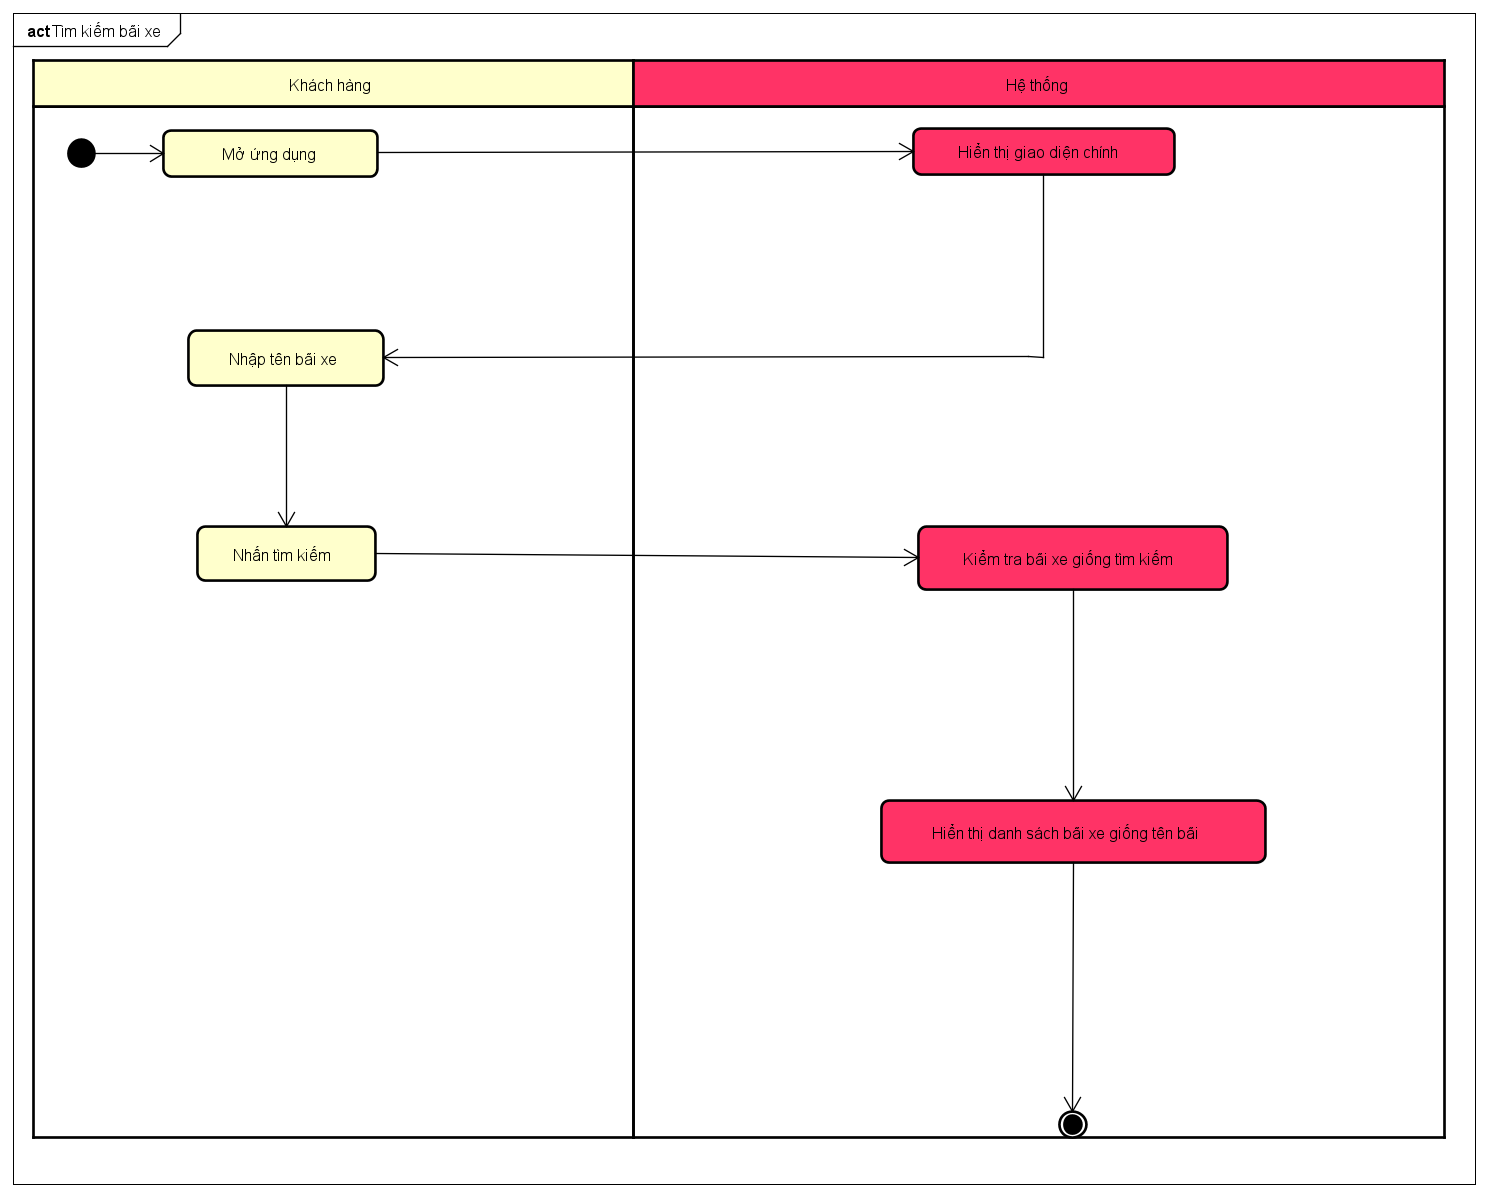 act Tìm kiếm bãi xe
Khách hàng
Hệ thống
Mở ứng dụng
Hiển thị giao diện chính
Nhập tên bãi xe
Nhấn tìm kiếm
Kiểm tra bãi xe giống tìm kiếm
Hiển thị danh sách bãi xe giống tên bãi